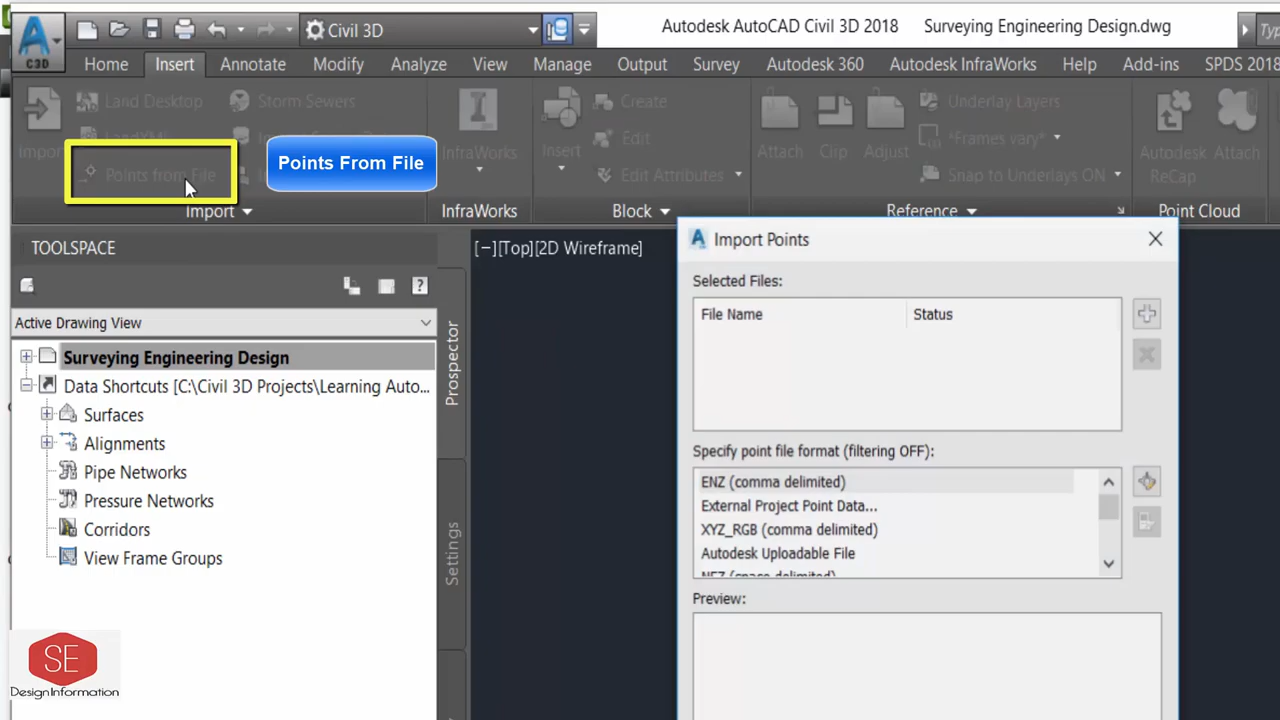 Autodesk AutoCAD Civil 3D 2018 Surveying Engineering Design.dwg
C3D
Civil 3D
Home Insert Annotate Modify Analyze View Manage Output Survey Autodesk 360 Autodesk InfraWorks Help Add-ins SPDS 2018
Import
Land Desktop
Storm Sewers
LandXML
Points from File
Points From File
Import
InfraWorks
InfraWorks
Insert
Create
Edit
Edit Attributes
Block
Attach Clip Adjust
Underlay Layers
*Frames vary*
Snap to Underlays ON
Reference
Autodesk
ReCap
Attach
Point Cloud
TOOLSPACE
?
Active Drawing View
Surveying Engineering Design
Data Shortcuts [C:\Civil 3D Projects\Learning Auto...
Surfaces
Alignments
Pipe Networks
Pressure Networks
Corridors
View Frame Groups
Prospector
Settings
SE
Design Information
[−][Top][2D Wireframe]
Import Points
Selected Files:
File Name Status
Specify point file format (filtering OFF):
ENZ (comma delimited)
External Project Point Data...
XYZ_RGB (comma delimited)
Autodesk Uploadable File
NEZ (space delimited)
Preview: